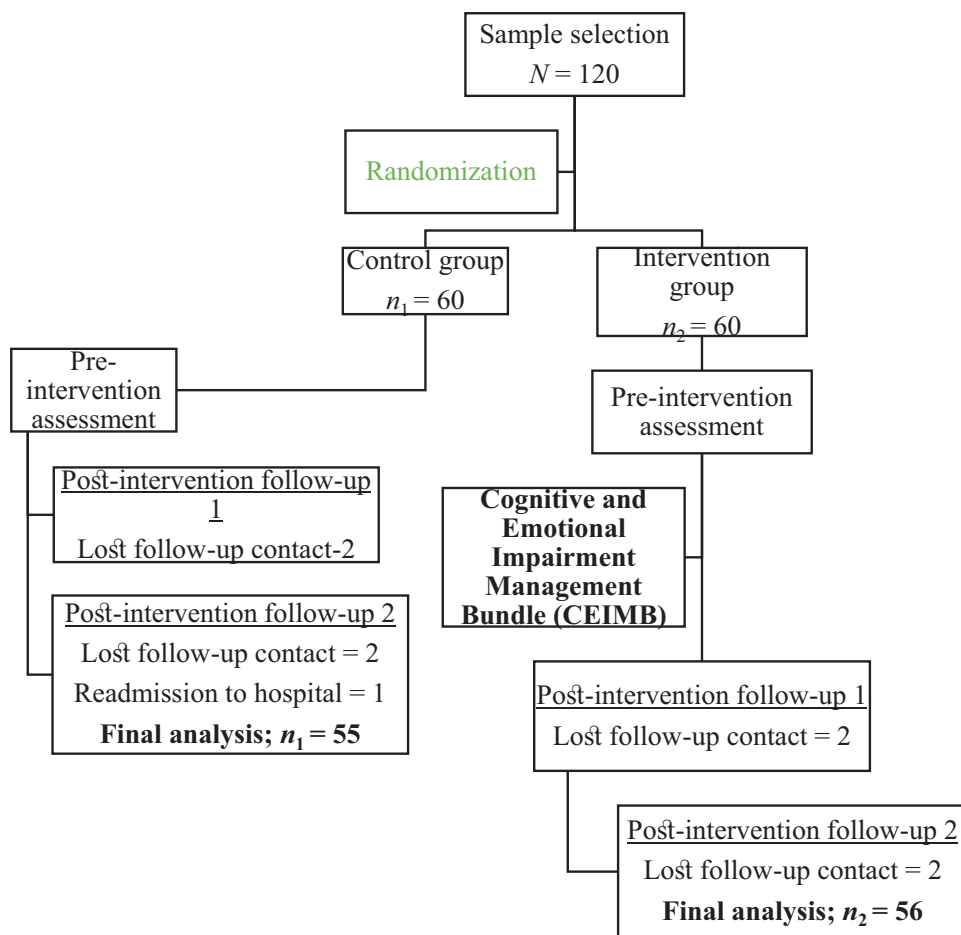 Sample selection
N = 120
Randomization
Control group
n₁ = 60
Intervention
group
n₂ = 60
Pre-
intervention
assessment
Pre-intervention
assessment
Post-intervention follow-up
1
Lost follow-up contact-2
Cognitive and
Emotional
Impairment
Management
Bundle (CEIMB)
Post-intervention follow-up 2
Lost follow-up contact = 2
Readmission to hospital = 1
Final analysis; n₁ = 55
Post-intervention follow-up 1
Lost follow-up contact = 2
Post-intervention follow-up 2
Lost follow-up contact = 2
Final analysis; n₂ = 56